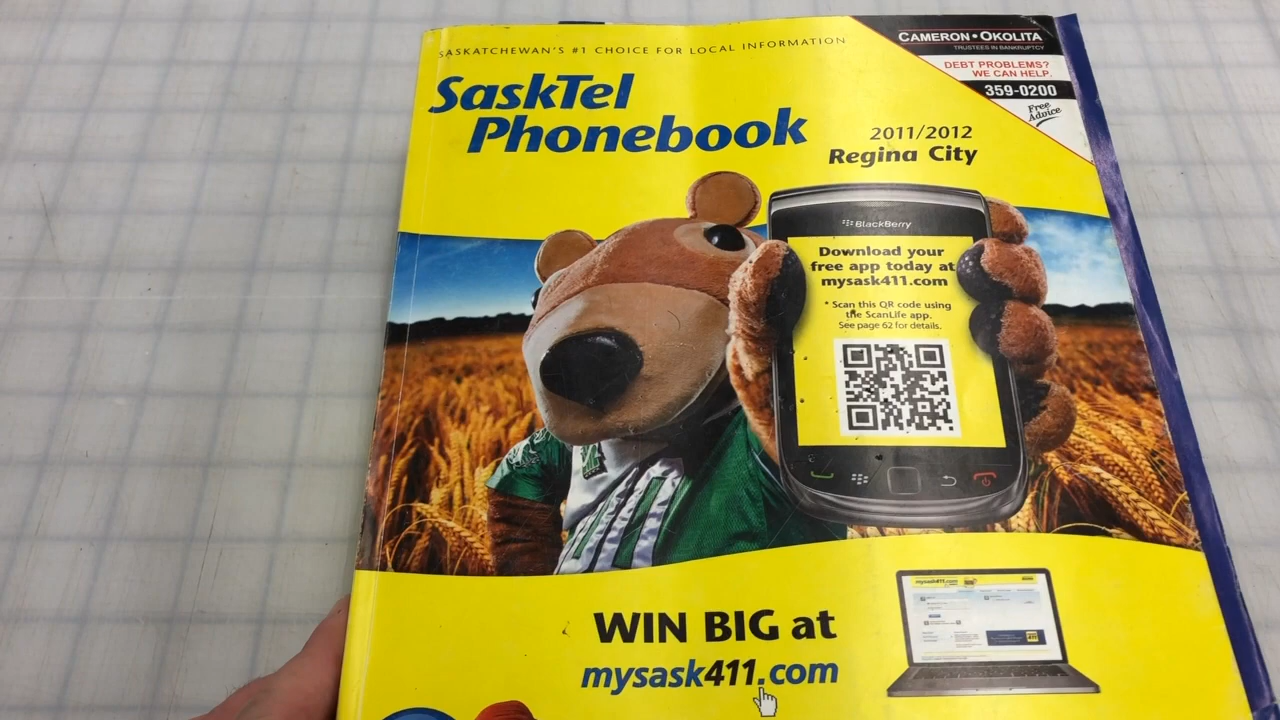 SASKATCHEWAN'S #1 CHOICE FOR LOCAL INFORMATION
CAMERON • OKOLITA
TRUSTEES IN BANKRUPTCY
DEBT PROBLEMS?
WE CAN HELP.
359-0200
Free
Advice
SaskTel
Phonebook
2011/2012
Regina City
BlackBerry
Download your
free app today at
mysask411.com
* Scan this QR code using
the ScanLife app.
See page 62 for details.
mysask411.com
WIN BIG at
mysask411.com